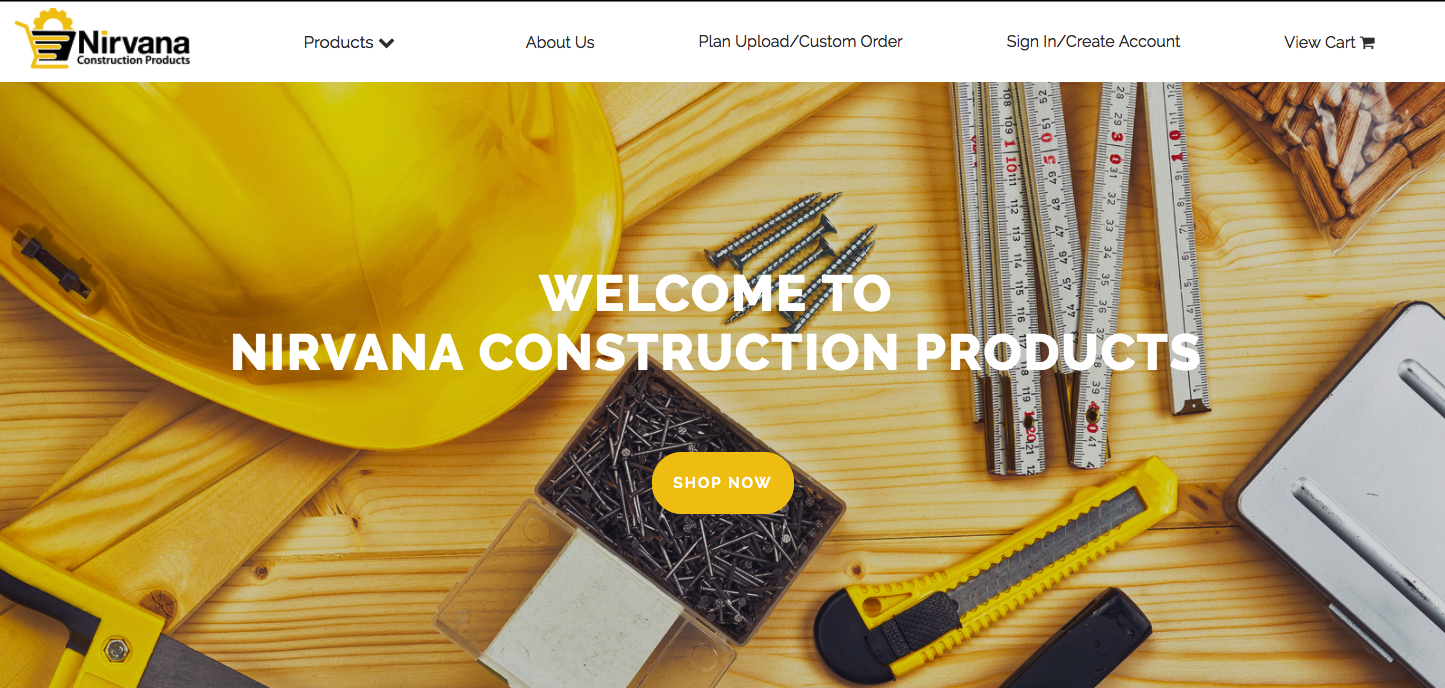 Nirvana
Construction Products
Products
About Us
Plan Upload/Custom Order
Sign In/Create Account
View Cart
WELCOME TO
NIRVANA CONSTRUCTION PRODUCTS
SHOP NOW